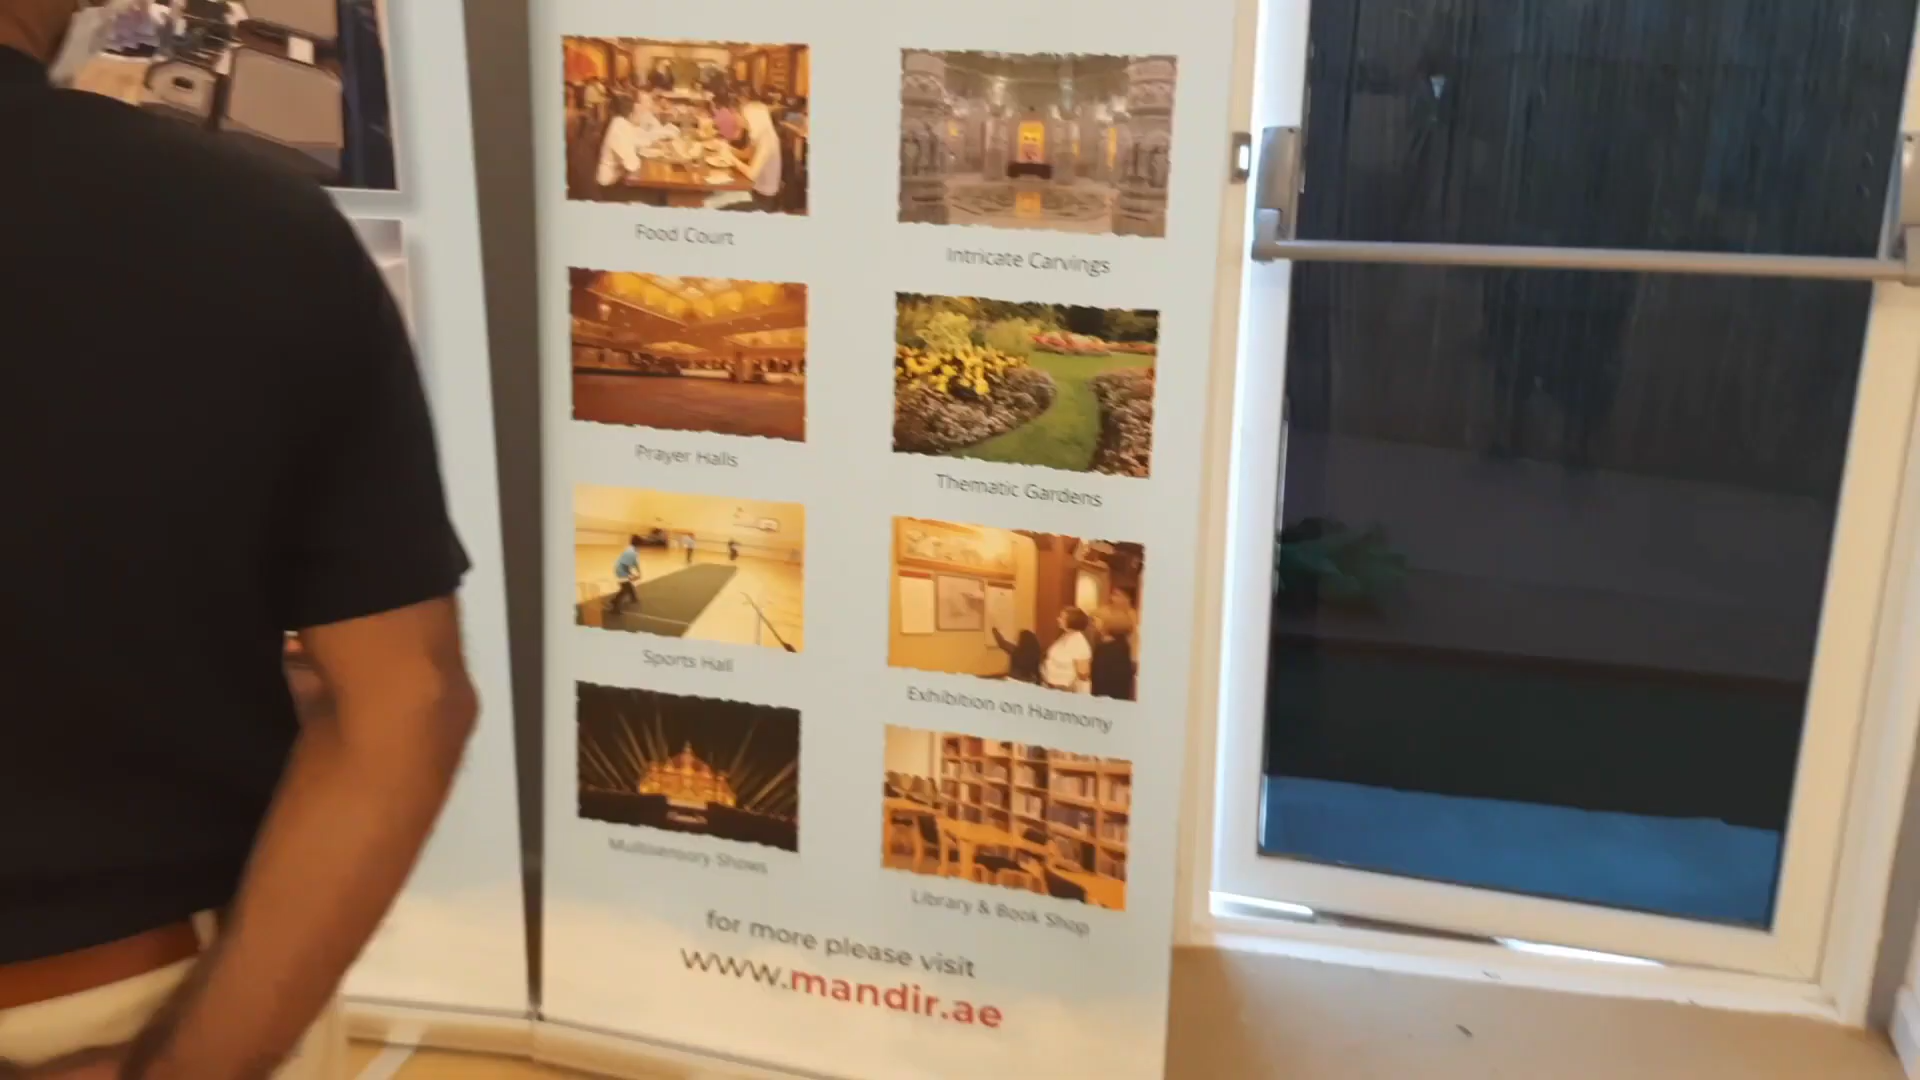 Food Court
Intricate Carvings
Prayer Halls
Thematic Gardens
Sports Hall
Exhibition on Harmony
Multisensory Shows
Library & Book Shop
for more please visit
www.mandir.ae